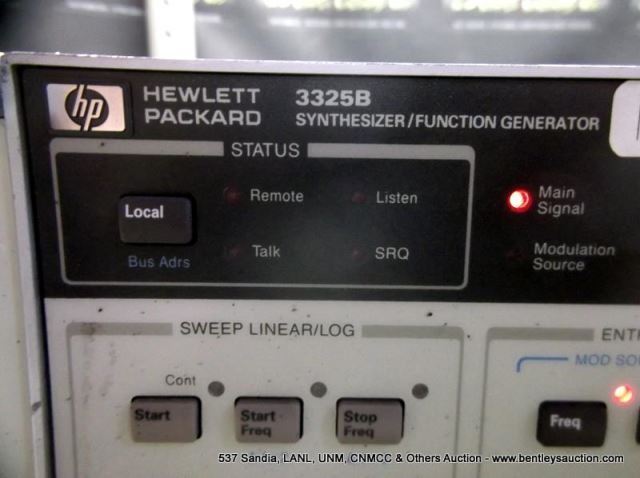 hp HEWLETT PACKARD 3325B
SYNTHESIZER/FUNCTION GENERATOR
STATUS
Remote Listen
Local
Talk SRQ
Bus Adrs
Main Signal
Modulation Source
SWEEP LINEAR/LOG
Cont
Start
Start Freq
Stop Freq
Freq
537 Sandia, LANL, UNM, CNMCC & Others Auction - www.bentleysauction.com